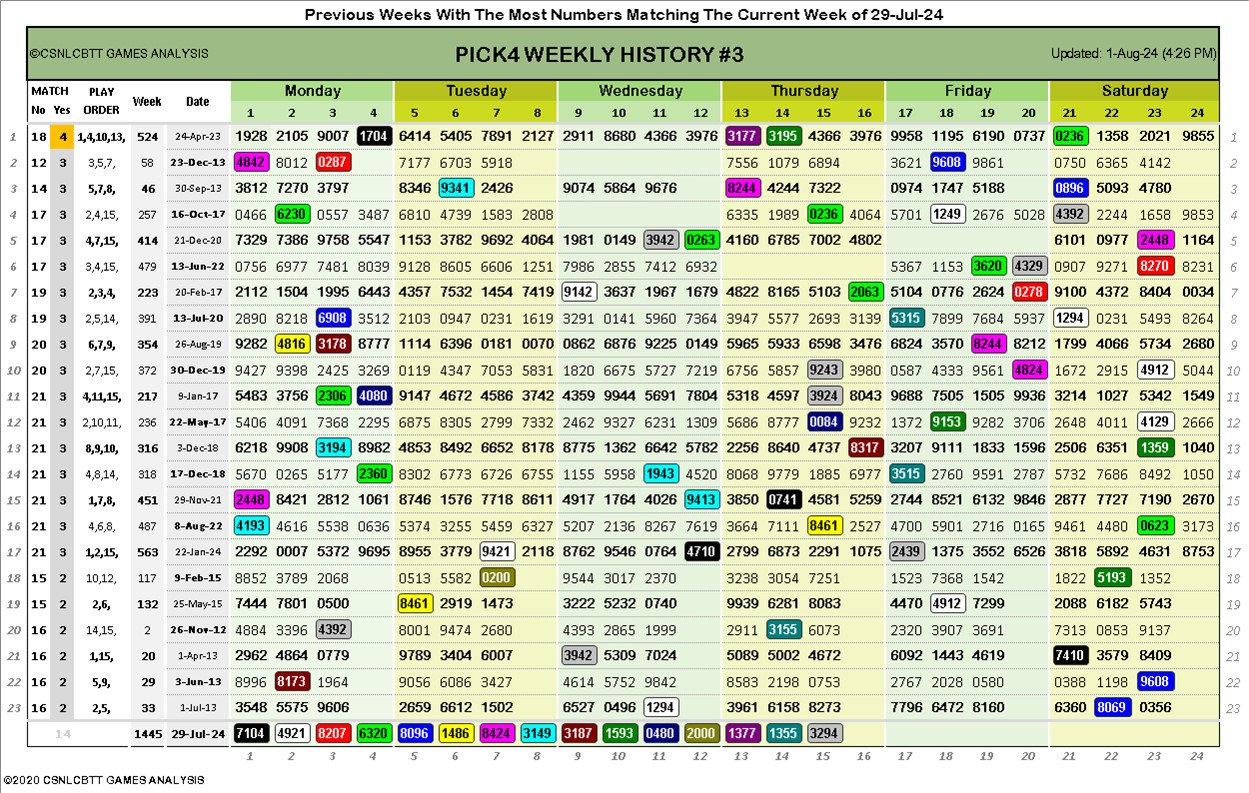 Previous Weeks With The Most Numbers Matching The Current Week of 29-Jul-24
©CSNLCBTT GAMES ANALYSIS PICK4 WEEKLY HISTORY #3 Updated: 1-Aug-24 (4:26 PM)
MATCH PLAY Week Date Monday Tuesday Wednesday Thursday Friday Saturday
No Yes ORDER 1 2 3 4 5 6 7 8 9 10 11 12 13 14 15 16 17 18 19 20 21 22 23 24
1 18 4 1,4,10,13, 524 24-Apr-23 1928 2105 9007 1704 6414 5405 7891 2127 2911 8680 4366 3976 3177 3195 4366 3976 9958 1195 6190 0737 0236 1358 2021 9855 1
2 12 3 3,5,7, 58 23-Dec-13 4842 8012 0287 7177 6703 5918 7556 1079 6894 3621 9608 9861 0750 6365 4142 2
3 14 3 5,7,8, 46 30-Sep-13 3812 7270 3797 8346 9341 2426 9074 5864 9676 8244 4244 7322 0974 1747 5188 0896 5093 4780 3
4 17 3 2,4,15, 257 16-Oct-17 0466 6230 0557 3487 6810 4739 1583 2808 6335 1989 0236 4064 5701 1249 2676 5028 4392 2244 1658 9853 4
5 17 3 4,7,15, 414 21-Dec-20 7329 7386 9758 5547 1153 3782 9692 4064 1981 0149 3942 0263 4160 6785 7002 4802 6101 0977 2448 1164 5
6 17 3 3,4,15, 479 13-Jun-22 0756 6977 7481 8039 9128 8605 6606 1251 7986 2855 7412 6932 5367 1153 3620 4329 0907 9271 8270 8231 6
7 19 3 2,3,4, 223 20-Feb-17 2112 1504 1995 6443 4357 7532 1454 7419 9142 3637 1967 1679 4822 8165 5103 2063 5104 0776 2624 0278 9100 4372 8404 0034 7
8 19 3 2,5,14, 391 13-Jul-20 2890 8218 6908 3512 2103 0947 0231 1619 3291 0141 5960 7364 3947 5577 2693 3139 5315 7899 7684 5937 1294 0231 5493 8264 8
9 20 3 6,7,9, 354 26-Aug-19 9282 4816 3178 8777 1114 6396 0181 0070 0862 6876 9225 0149 5965 5933 6598 3476 6824 3570 8244 8212 1799 4066 5734 2680 9
10 20 3 2,7,15, 372 30-Dec-19 9427 9398 2425 3269 0119 4347 7053 5831 1820 6675 5727 7219 6756 5857 9243 3980 0587 4333 9561 4824 1672 2915 4912 5044 10
11 21 3 4,11,15, 217 9-Jan-17 5483 3756 2306 4080 9147 4672 4586 3742 4359 9944 5691 7804 5318 4597 3924 8043 9688 7505 1505 9936 3214 1027 5342 1549 11
12 21 3 2,10,11, 236 22-May-17 5406 4091 7368 2295 6875 8305 2799 7332 2462 9327 6231 1309 5686 8777 0084 9232 1372 9153 9282 3706 2648 4011 4129 2666 12
13 21 3 8,9,10, 316 3-Dec-18 6218 9908 3194 8982 4853 9492 6652 8178 8775 1362 6642 5782 2256 8640 4737 8317 3207 9111 1833 1596 2506 6351 1359 1040 13
14 21 3 4,8,14, 318 17-Dec-18 5670 0265 5177 2360 8302 6735 6726 6755 1155 5958 1943 4520 8068 9779 1885 6977 3515 2760 9591 2787 5732 7686 8492 1050 14
15 21 3 1,7,8, 451 29-Nov-21 2448 8421 2812 1061 8746 1576 7718 8611 4917 1764 4026 9413 3850 0741 4581 5259 2744 8521 6132 9846 2877 7727 7190 2670 15
16 21 3 4,6,8, 487 8-Aug-22 4193 4616 5538 0636 5374 3255 5459 6327 5207 2136 8267 7619 3664 7111 8461 2527 4700 5901 2716 0165 9461 4480 0623 3173 16
17 21 3 1,2,15, 563 22-Jan-24 2292 0007 5372 9695 8955 3779 9421 2118 8762 9546 0764 4710 2799 6873 2291 1075 2439 1375 3552 6526 3818 5892 4631 8753 17
18 15 2 10,12, 117 9-Feb-15 8852 3789 2068 0513 5582 0200 9544 3017 2370 3238 3054 7251 1523 7368 1542 1822 5193 1352 18
19 15 2 2,6, 132 25-May-15 7444 7801 0500 8461 2919 1473 3222 5232 0740 9939 6281 8083 4470 4912 7299 2088 6182 5743 19
20 16 2 14,15, 2 26-Nov-12 4884 3396 4392 8001 9474 2680 4393 2865 1999 2911 3155 6073 2320 3907 3691 7313 0853 9137 20
21 16 2 1,15, 20 1-Apr-13 2962 4864 0779 9789 3404 6007 3942 5309 7024 5089 5002 4672 6092 1443 4619 7410 3579 8409 21
22 16 2 5,9, 29 3-Jun-13 8996 8173 1964 9056 6086 3427 4614 5752 9842 8583 2198 0753 2767 2028 0580 0388 1198 9608 22
23 16 2 2,5, 33 1-Jul-13 3548 5575 9606 2659 6612 1502 6527 0496 1294 3961 6158 8273 7796 6472 8160 6360 8069 0356 23
14 1445 29-Jul-24 7104 4921 8207 6320 8096 1486 8424 3149 3187 1593 0480 2000 1377 1355 3294
1 2 3 4 5 6 7 8 9 10 11 12 13 14 15 16 17 18 19 20 21 22 23 24
©2020 CSNLCBTT GAMES ANALYSIS